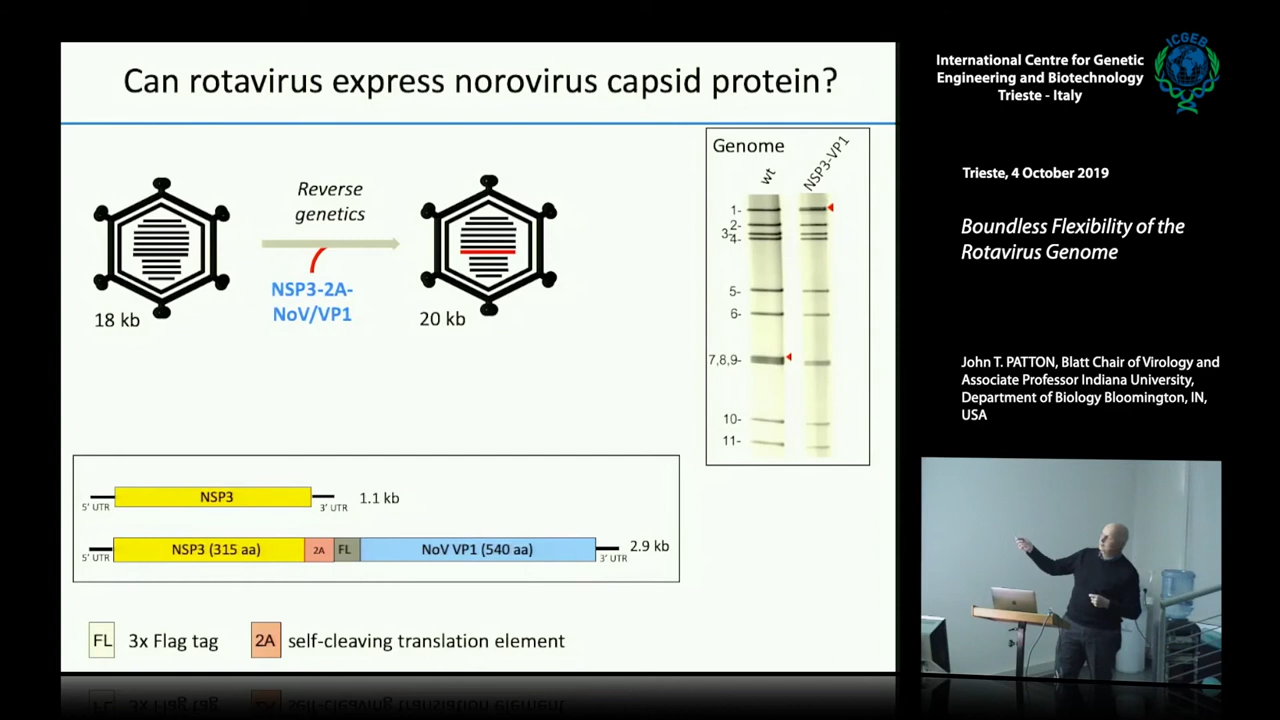 Can rotavirus express norovirus capsid protein?
Reverse
genetics
NSP3-2A-
NoV/VP1
18 kb
20 kb
Genome
wt
NSP3-VP1
1-
2-
3-
4-
5-
6-
7,8,9-
10-
11-
NSP3
5' UTR
3' UTR
1.1 kb
NSP3 (315 aa)
2A
FL
NoV VP1 (540 aa)
5' UTR
3' UTR
2.9 kb
FL
3x Flag tag
2A
self-cleaving translation element
International Centre for Genetic
Engineering and Biotechnology
Trieste - Italy
ICGEB
Trieste, 4 October 2019
Boundless Flexibility of the
Rotavirus Genome
John T. PATTON, Blatt Chair of Virology and
Associate Professor Indiana University,
Department of Biology Bloomington, IN,
USA